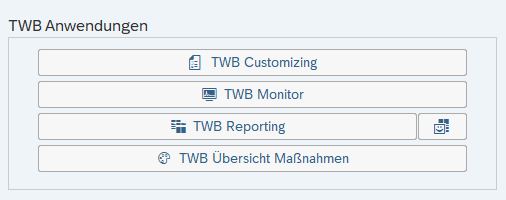 TWB Anwendungen
TWB Customizing
TWB Monitor
TWB Reporting
TWB Übersicht Maßnahmen